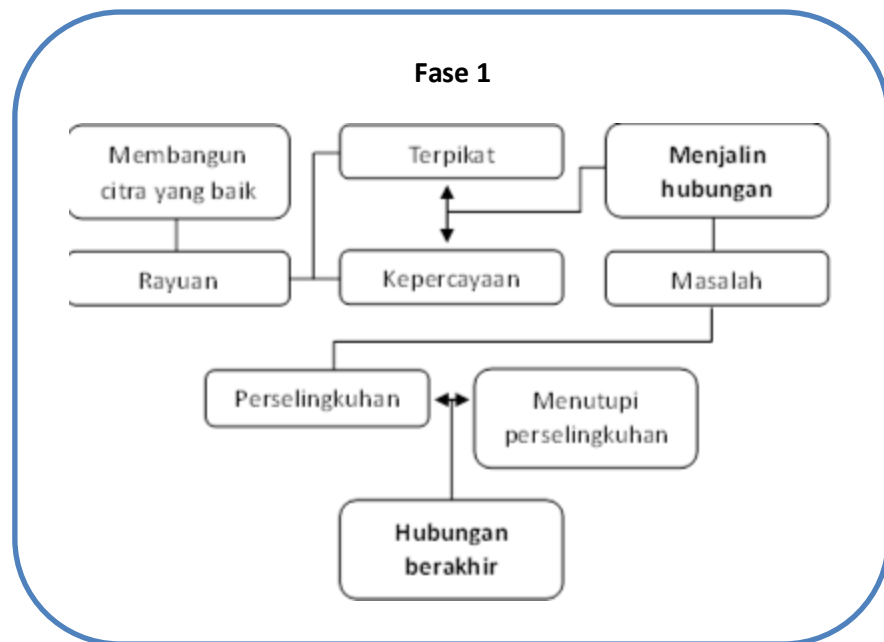 Fase 1
Membangun
citra yang baik
Terpikat
Menjalin
hubungan
Rayuan
Kepercayaan
Masalah
Perselingkuhan
Menutupi
perselingkuhan
Hubungan
berakhir